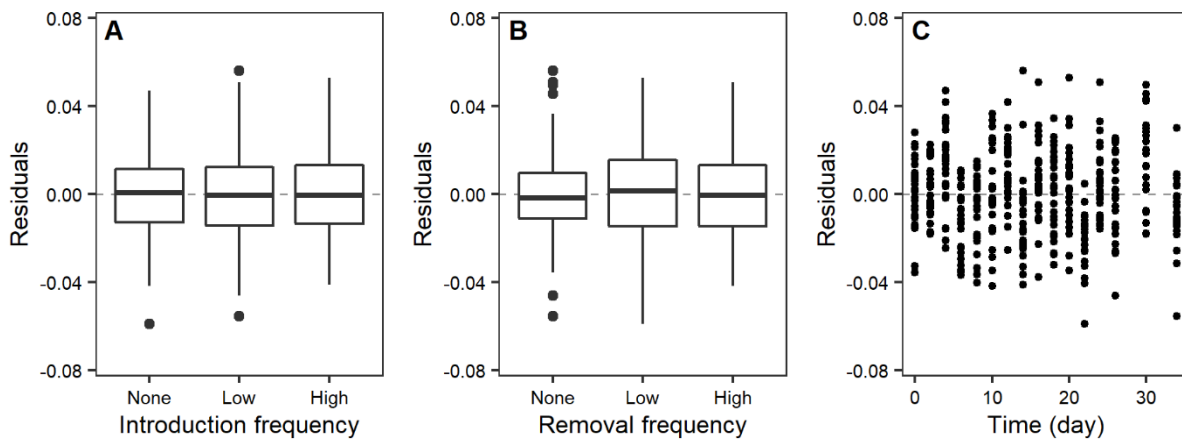 A
Residuals
0.08
0.04
0.00
-0.04
-0.08
None Low High
Introduction frequency
B
Residuals
0.08
0.04
0.00
-0.04
-0.08
None Low High
Removal frequency
C
Residuals
0.08
0.04
0.00
-0.04
-0.08
0 10 20 30
Time (day)